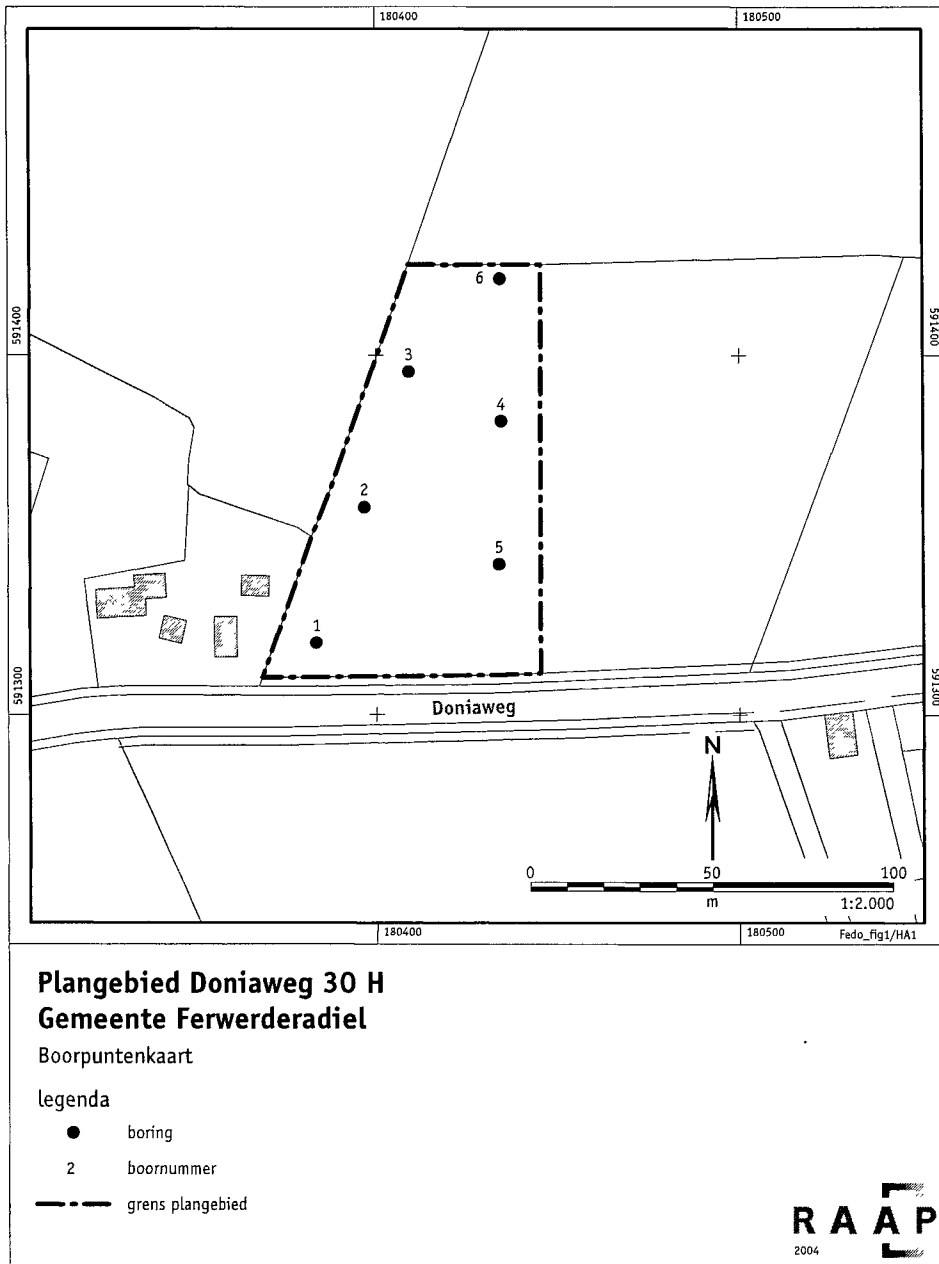 180400 180500
6
591400 591400
3
4
2
5
1
591300 591300
Doniaweg
N
0 50 100
m 1:2.000
180400 180500
Fedo_fig1/HA1
Plangebied Doniaweg 30 H
Gemeente Ferwerderadiel
Boorpuntenkaart
legenda
boring
2 boornummer
grens plangebied
RAAP
2004